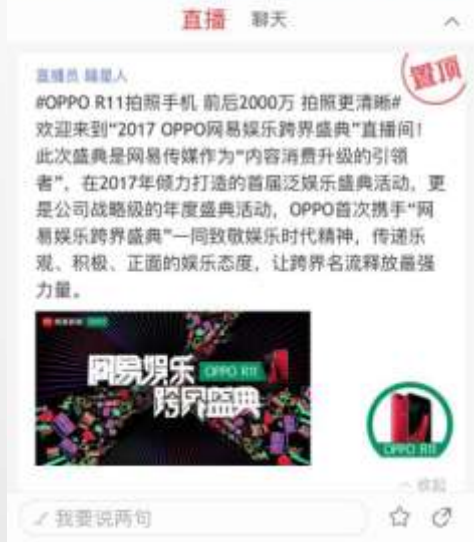 直播 聊天
置顶
直播员 瞄星人
#OPPO R11拍照手机 前后2000万 拍照更清晰#
欢迎来到“2017 OPPO网易娱乐跨界盛典”直播间!
此次盛典是网易传媒作为“内容消费升级的引领
者”,在2017年倾力打造的首届泛娱乐盛典活动,更
是公司战略级的年度盛典活动,OPPO首次携手“网
易娱乐跨界盛典”一同致敬娱乐时代精神,传递乐
观、积极、正面的娱乐态度,让跨界名流释放最强
力量。
网易娱乐 OPPO R11
跨界盛典
OPPO R11
收起
我要说两句